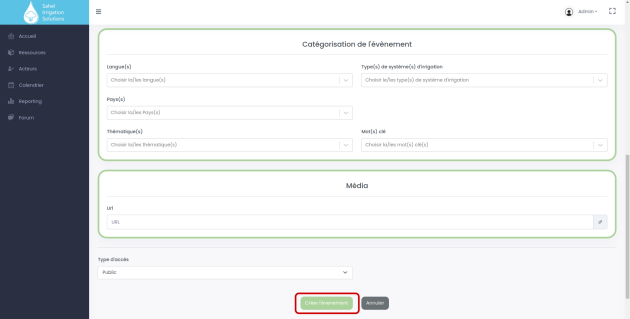 Sahel
Irrigation
Solutions
Admin
Accueil
Ressources
Acteurs
Calendrier
Reporting
Forum
Catégorisation de l'évènement
Langue(s)
Choisir la/les langue(s)
Type(s) de système(s) d'irrigation
Choisir le/les type(s) de système d'irrigation
Pays(s)
Choisir la/les Pays(s)
Thématique(s)
Choisir la/les thématique(s)
Mot(s) clé
Choisir la/les mot(s) clé(s)
Média
Url
URL
Type d'accès
Public
Créer l'évenement
Annuler